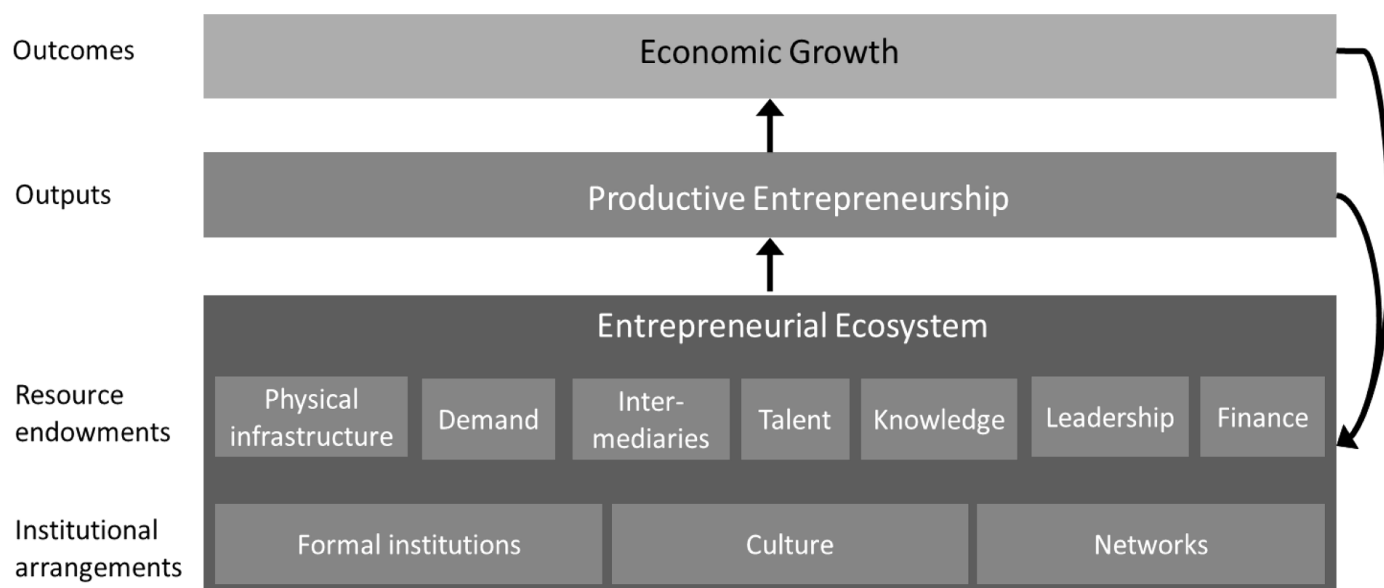 Outcomes
Economic Growth
Outputs
Productive Entrepreneurship
Entrepreneurial Ecosystem
Resource
endowments
Physical
infrastructure
Demand
Inter-
mediaries
Talent
Knowledge
Leadership
Finance
Institutional
arrangements
Formal institutions
Culture
Networks